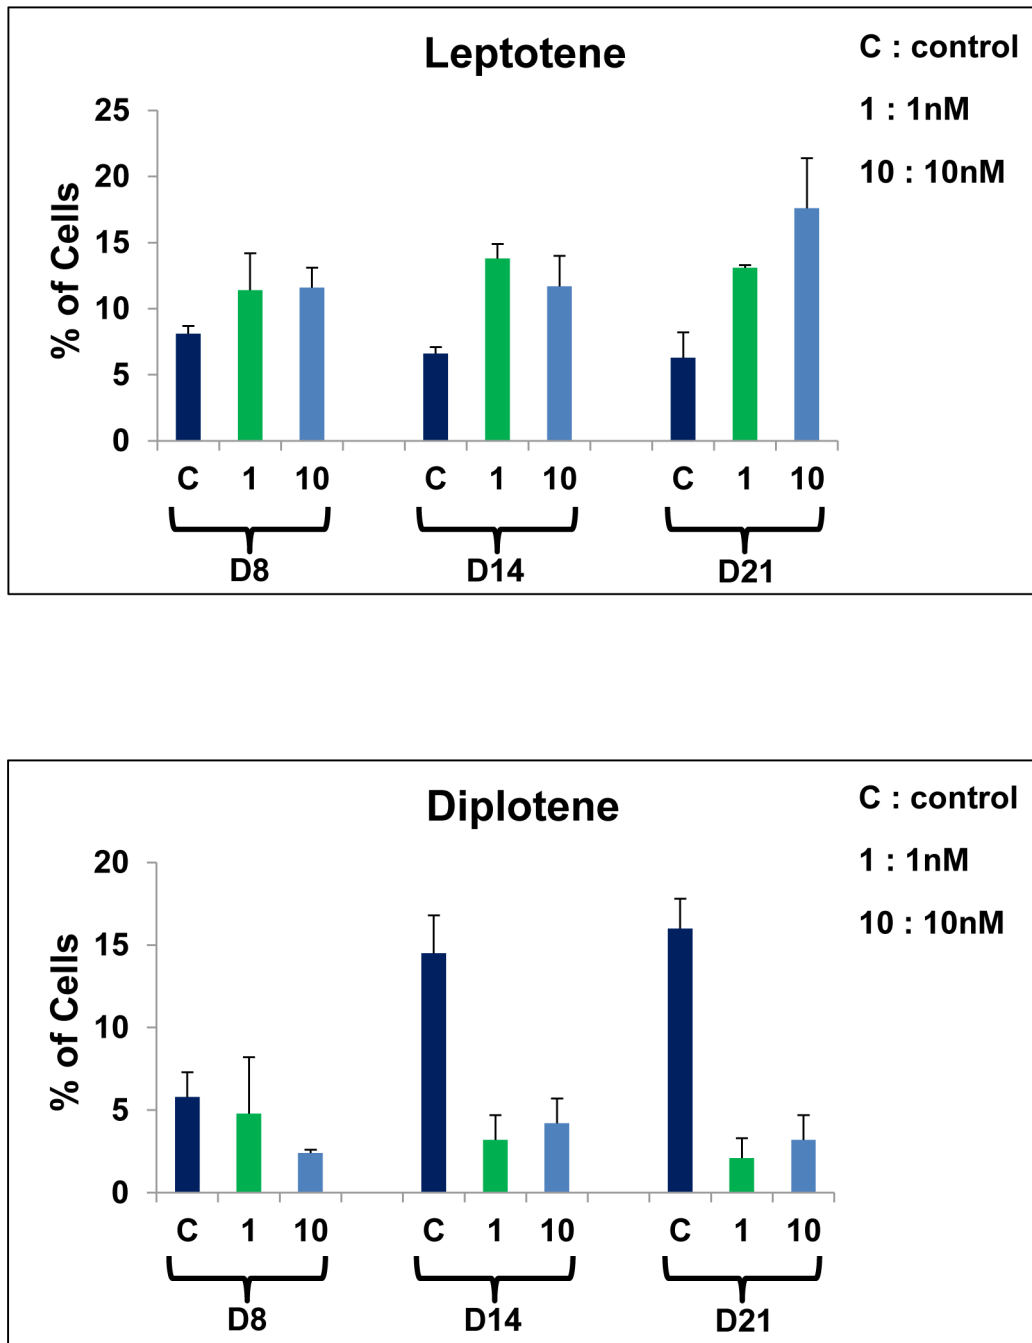 Leptotene
C : control
1 : 1nM
10 : 10nM
% of Cells
25
20
15
10
5
0
C 1 10 C 1 10 C 1 10
D8 D14 D21
Diplotene
C : control
1 : 1nM
10 : 10nM
% of Cells
20
15
10
5
0
C 1 10 C 1 10 C 1 10
D8 D14 D21